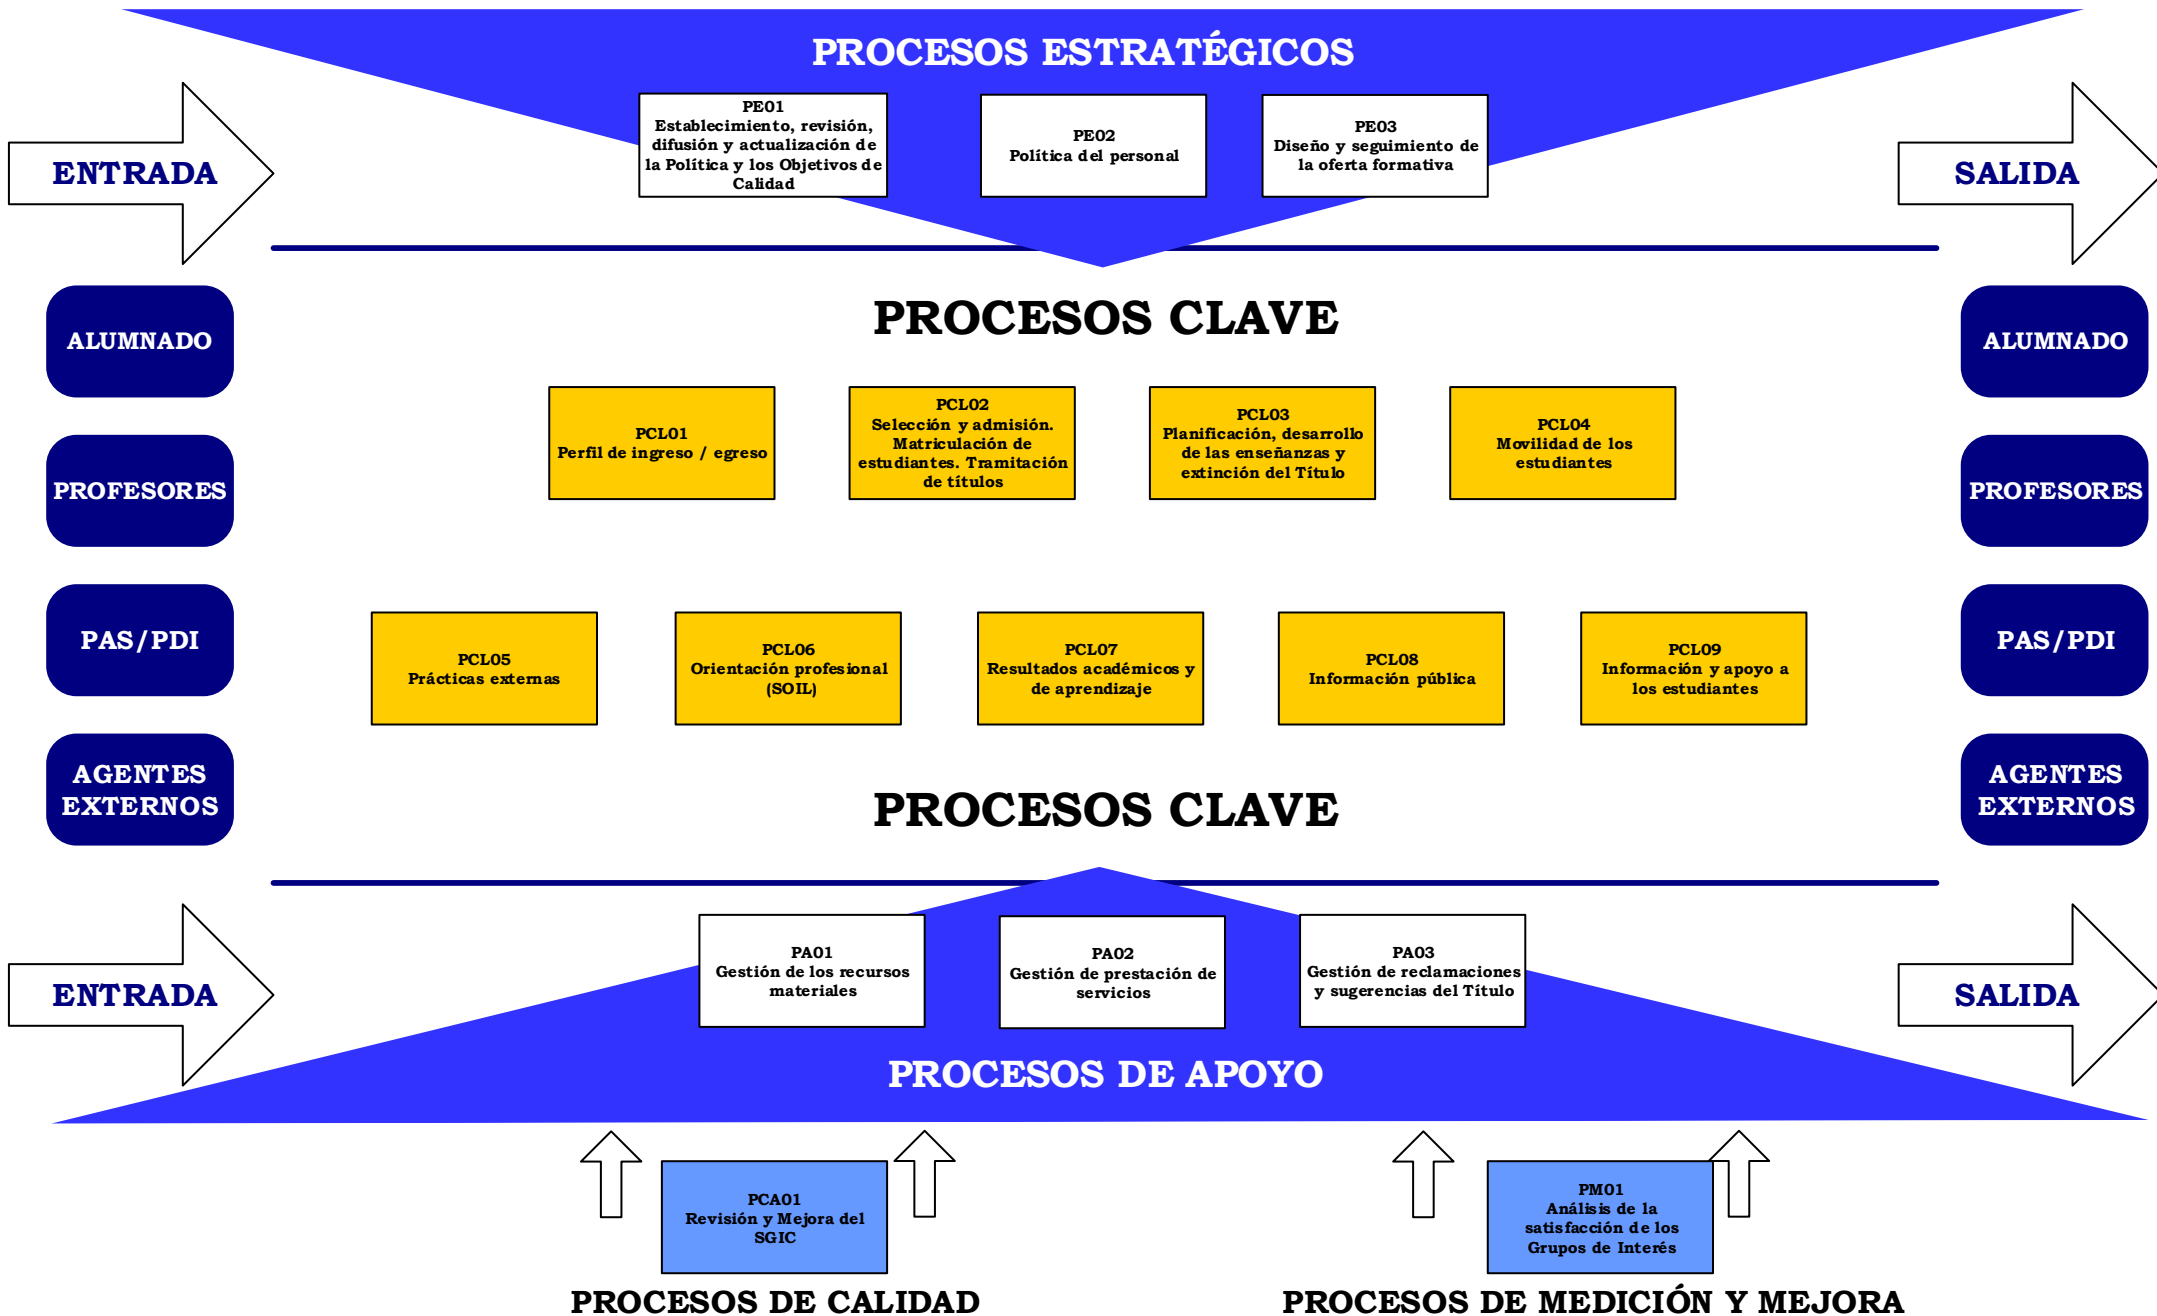 PROCESOS ESTRATÉGICOS
PE01
Establecimiento, revisión,
difusión y actualización de
la Política y los Objetivos de
Calidad
PE02
Política del personal
PE03
Diseño y seguimiento de
la oferta formativa
ENTRADA
SALIDA
PROCESOS CLAVE
ALUMNADO
PROFESORES
PAS/PDI
AGENTES
EXTERNOS
PCL01
Perfil de ingreso / egreso
PCL02
Selección y admisión.
Matriculación de
estudiantes. Tramitación
de títulos
PCL03
Planificación, desarrollo
de las enseñanzas y
extinción del Título
PCL04
Movilidad de los
estudiantes
PCL05
Prácticas externas
PCL06
Orientación profesional
(SOIL)
PCL07
Resultados académicos y
de aprendizaje
PCL08
Información pública
PCL09
Información y apoyo a
los estudiantes
ALUMNADO
PROFESORES
PAS/PDI
AGENTES
EXTERNOS
PROCESOS CLAVE
ENTRADA
PA01
Gestión de los recursos
materiales
PA02
Gestión de prestación de
servicios
PA03
Gestión de reclamaciones
y sugerencias del Título
SALIDA
PROCESOS DE APOYO
PCA01
Revisión y Mejora del
SGIC
PM01
Análisis de la
satisfacción de los
Grupos de Interés
PROCESOS DE CALIDAD
PROCESOS DE MEDICIÓN Y MEJORA